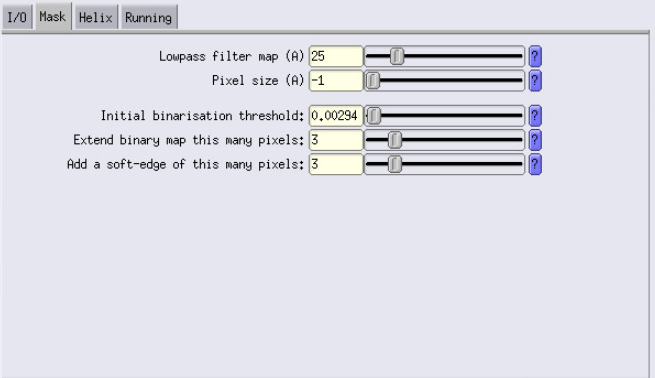 I/O Mask Helix Running
Lowpass filter map (A) 25 ?
Pixel size (A) -1 ?
Initial binarisation threshold: 0.00294 ?
Extend binary map this many pixels: 3 ?
Add a soft-edge of this many pixels: 3 ?